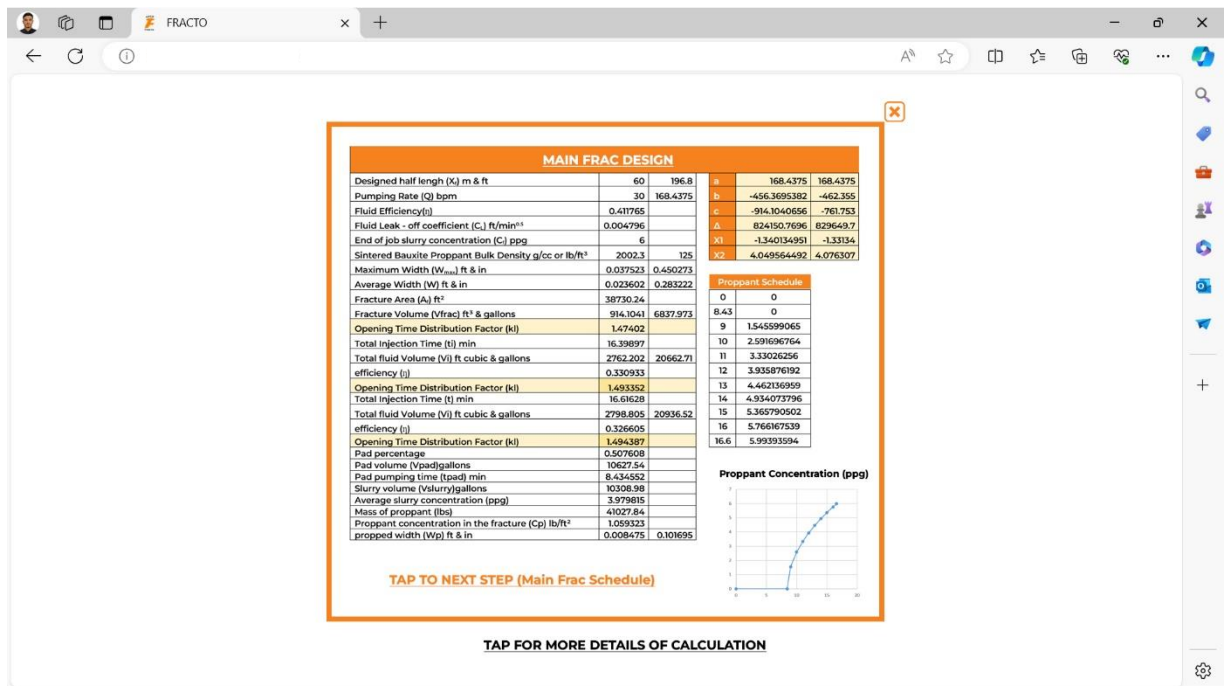 FRACTO
MAIN FRAC DESIGN
Designed half lengh (Xf) m & ft 60 196.8
Pumping Rate (Q) bpm 30 168.4375
Fluid Efficiency(η) 0.411765
Fluid Leak - off coefficient (CL) ft/min⁰·⁵ 0.004796
End of job slurry concentration (Cf) ppg 6
Sintered Bauxite Proppant Bulk Density g/cc or lb/ft³ 2002.3 125
Maximum Width (Wmax) ft & in 0.037523 0.450273
Average Width (W) ft & in 0.023602 0.283222
Fracture Area (Af) ft² 38730.24
Fracture Volume (Vfrac) ft³ & gallons 914.1041 6837.973
Opening Time Distribution Factor (kl) 1.47402
Total Injection Time (ti) min 16.39897
Total fluid Volume (Vi) ft cubic & gallons 2762.202 20662.71
efficiency (η) 0.330933
Opening Time Distribution Factor (kl) 1.493352
Total Injection Time (t) min 16.61628
Total fluid Volume (Vi) ft cubic & gallons 2798.805 20936.52
efficiency (η) 0.326605
Opening Time Distribution Factor (kl) 1.494387
Pad percentage 0.507608
Pad volume (Vpad)gallons 10627.54
Pad pumping time (tpad) min 8.434552
Slurry volume (Vslurry)gallons 10308.98
Average slurry concentration (ppg) 3.979815
Mass of proppant (lbs) 41027.84
Proppant concentration in the fracture (Cp) lb/ft² 1.059323
propped width (Wp) ft & in 0.008475 0.101695
a 168.4375 168.4375
b -456.3695382 -462.355
c -914.1040656 -761.753
Δ 824150.7696 829649.7
X1 -1.340134951 -1.33134
X2 4.049564492 4.076307
Proppant Schedule
0 0
8.43 0
9 1.545599065
10 2.591696764
11 3.33026256
12 3.935876192
13 4.462136959
14 4.934073796
15 5.365790502
16 5.766167539
16.6 5.99393594
Proppant Concentration (ppg)
7
6
5
4
3
2
1
0
0 5 10 15 20
TAP TO NEXT STEP (Main Frac Schedule)
TAP FOR MORE DETAILS OF CALCULATION